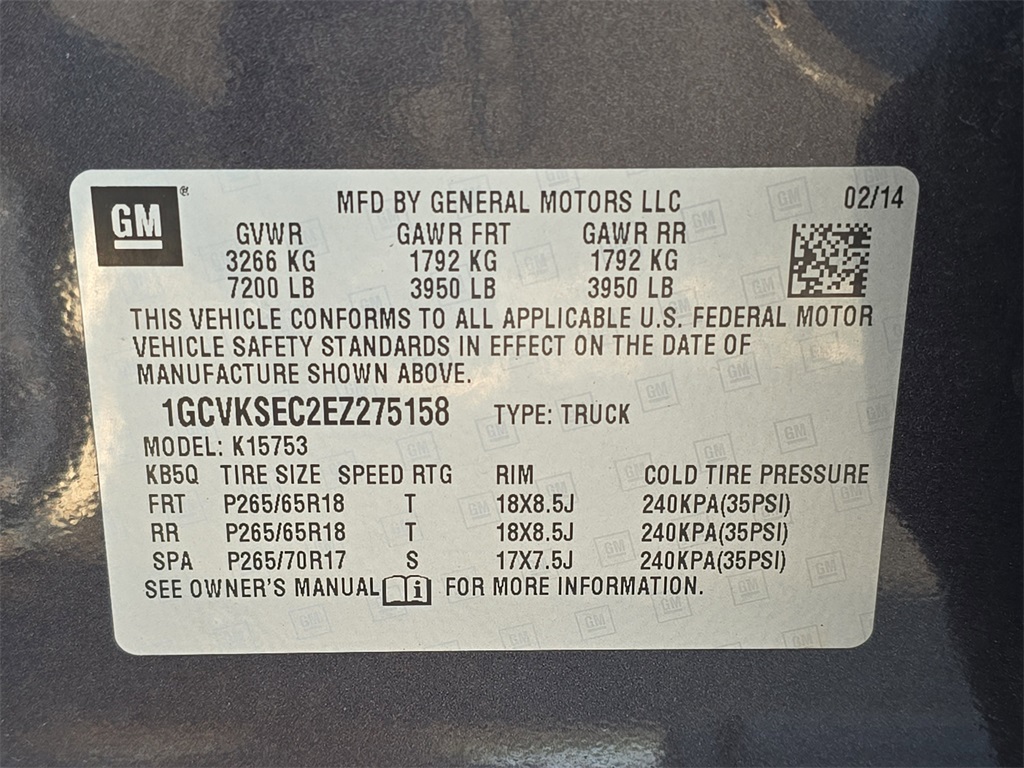 GM ® MFD BY GENERAL MOTORS LLC 02/14
GVWR GAWR FRT GAWR RR
3266 KG 1792 KG 1792 KG
7200 LB 3950 LB 3950 LB
THIS VEHICLE CONFORMS TO ALL APPLICABLE U.S. FEDERAL MOTOR
VEHICLE SAFETY STANDARDS IN EFFECT ON THE DATE OF
MANUFACTURE SHOWN ABOVE.
1GCVKSEC2EZ275158 TYPE: TRUCK
MODEL: K15753
KB5Q TIRE SIZE SPEED RTG RIM COLD TIRE PRESSURE
FRT P265/65R18 T 18X8.5J 240KPA(35PSI)
RR P265/65R18 T 18X8.5J 240KPA(35PSI)
SPA P265/70R17 S 17X7.5J 240KPA(35PSI)
SEE OWNER'S MANUAL i FOR MORE INFORMATION.